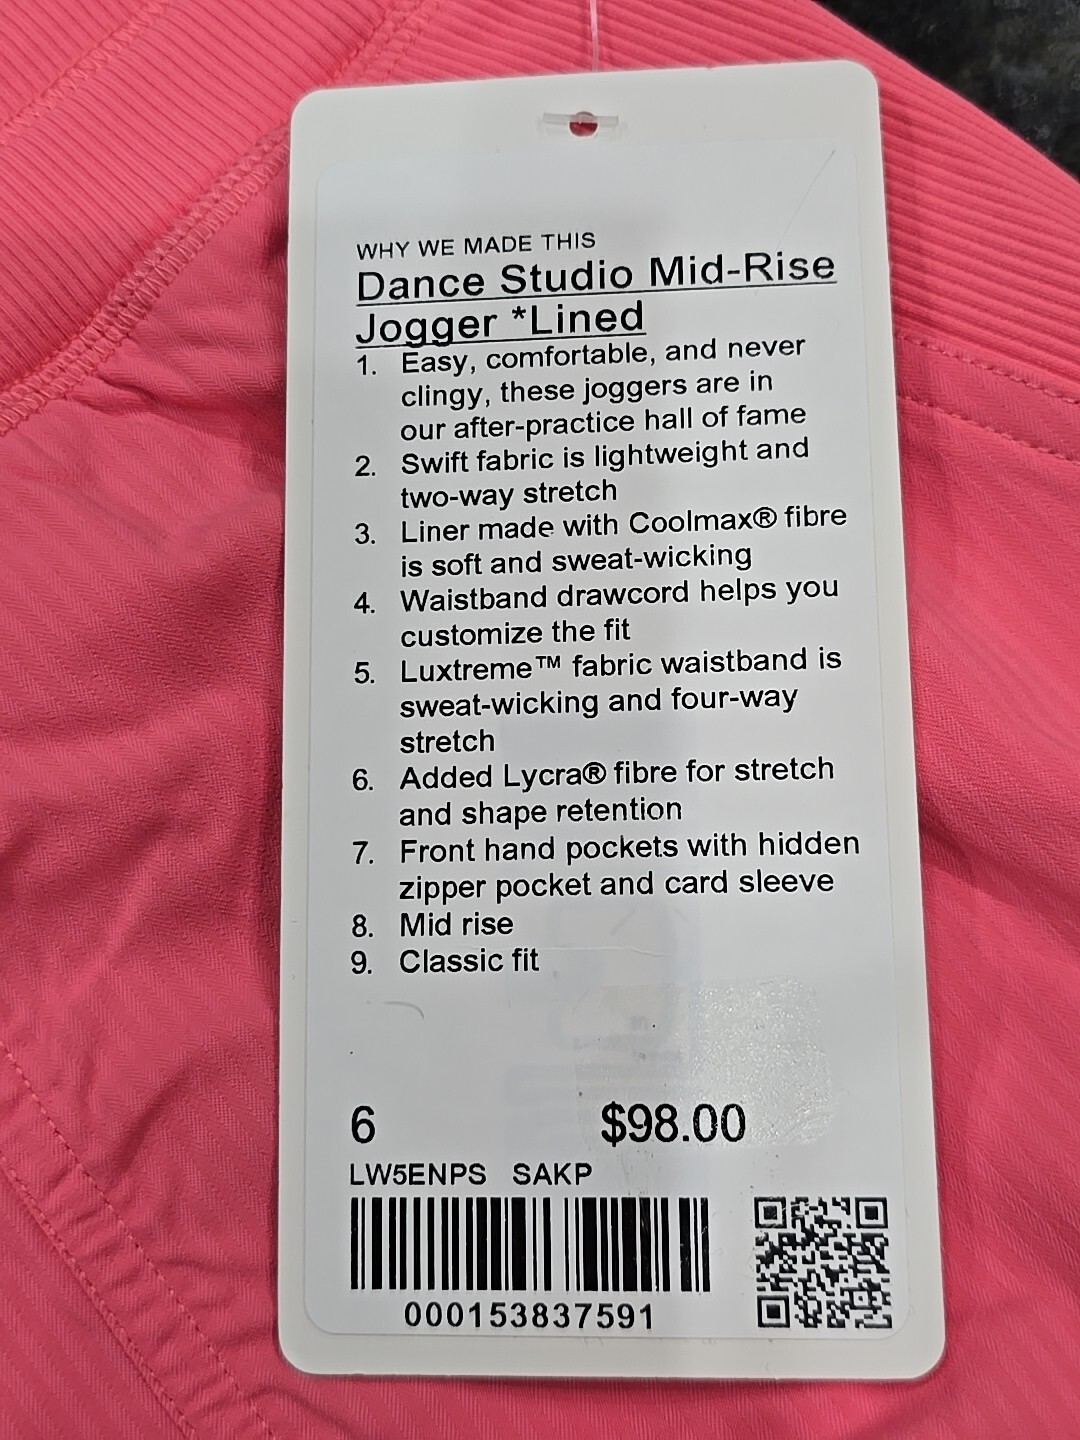 WHY WE MADE THIS
Dance Studio Mid-Rise
Jogger *Lined
1. Easy, comfortable, and never
clingy, these joggers are in
our after-practice hall of fame
2. Swift fabric is lightweight and
two-way stretch
3. Liner made with Coolmax® fibre
is soft and sweat-wicking
4. Waistband drawcord helps you
customize the fit
5. Luxtreme™ fabric waistband is
sweat-wicking and four-way
stretch
6. Added Lycra® fibre for stretch
and shape retention
7. Front hand pockets with hidden
zipper pocket and card sleeve
8. Mid rise
9. Classic fit
6 $98.00
LW5ENPS SAKP
000153837591